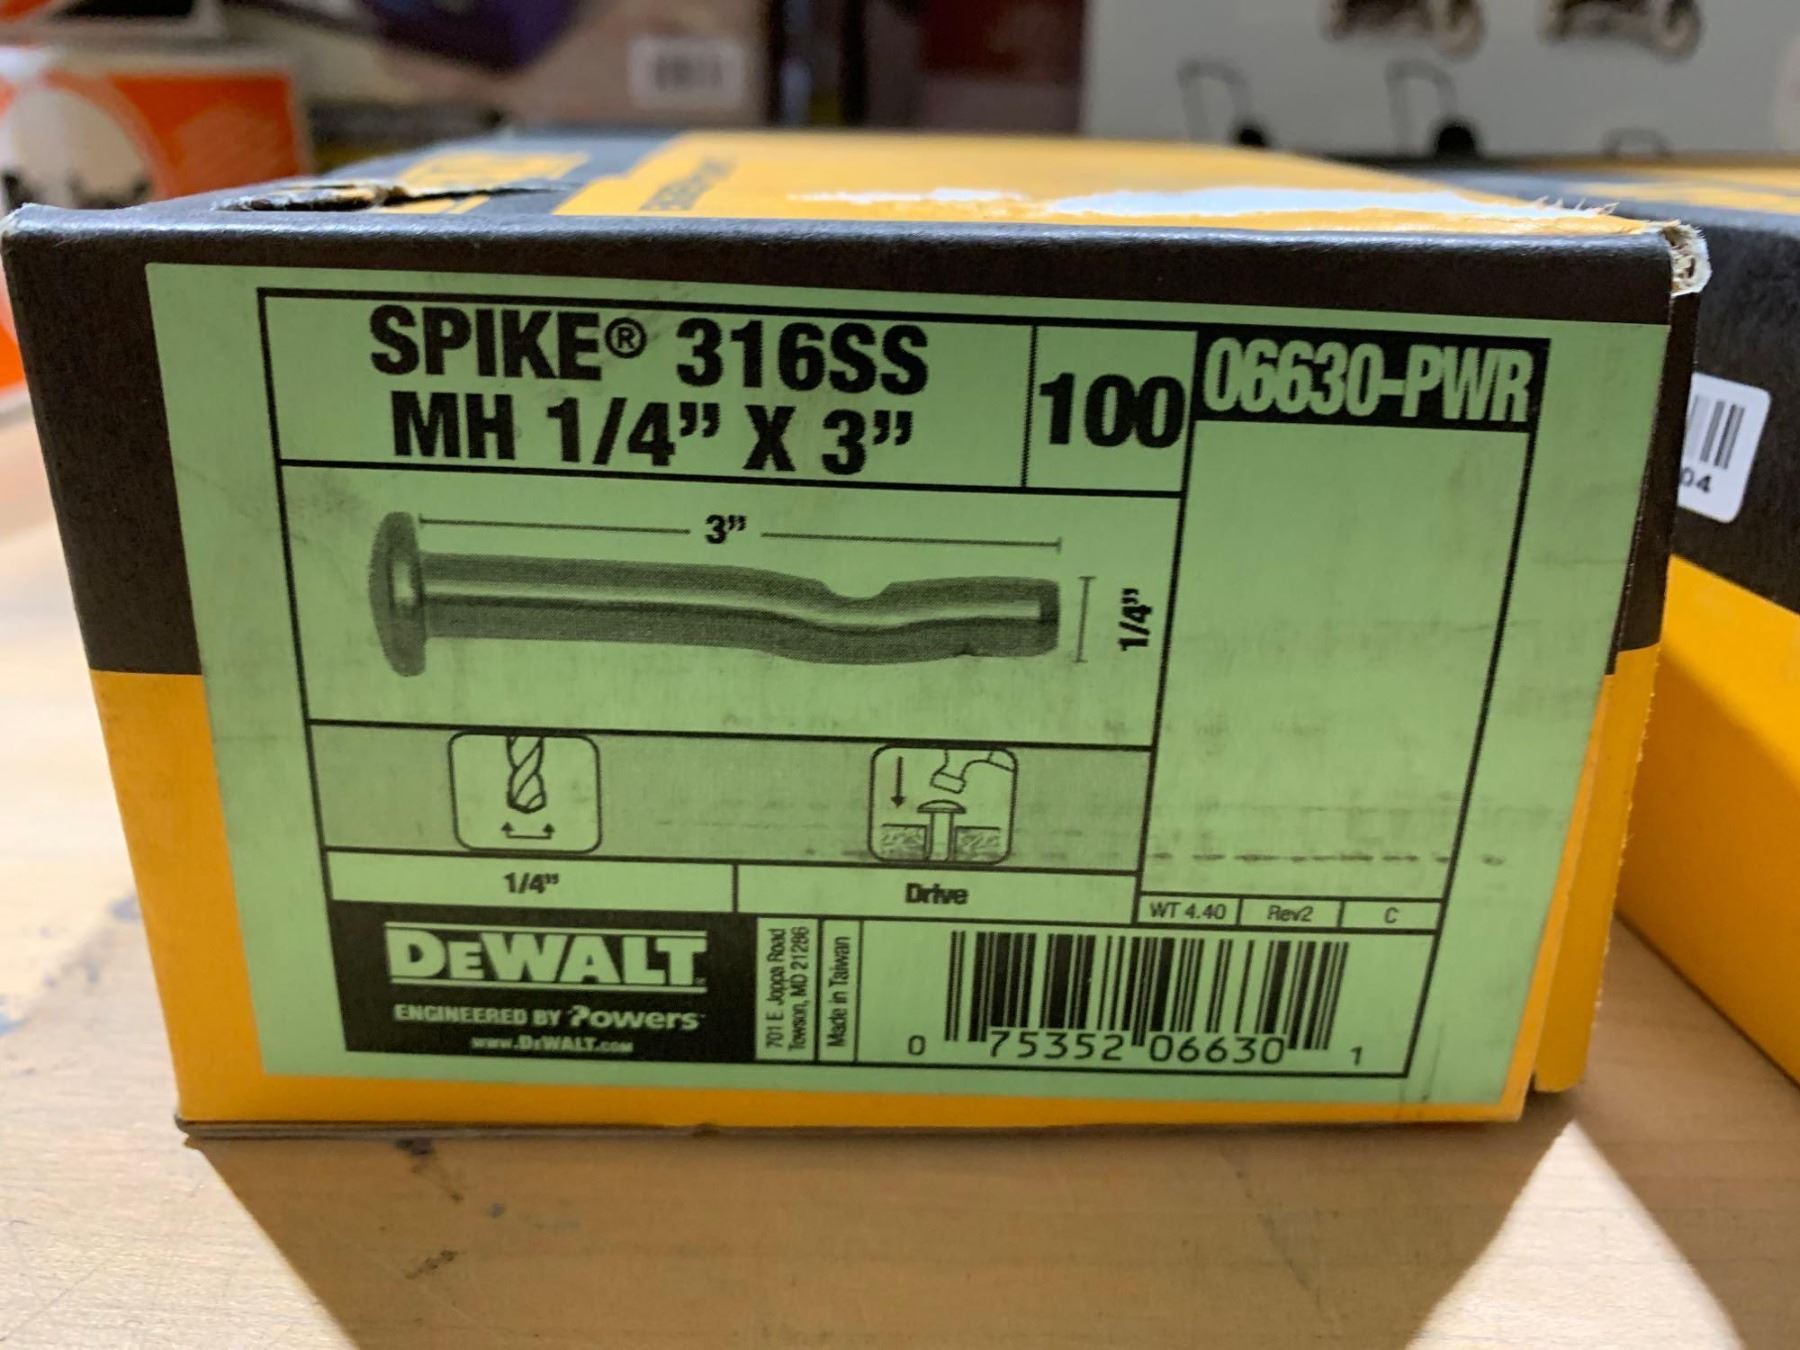 SPIKE® 316SS
MH 1/4” X 3”
100
06630-PWR
3”
1/4”
1/4”
Drive
WT 4.40
Rev2
C
DEWALT
ENGINEERED BY Powers
www.DEWALT.com
701 E. Joppa Road
Towson, MD 21286
Made in Taiwan
0 75352 06630 1
04